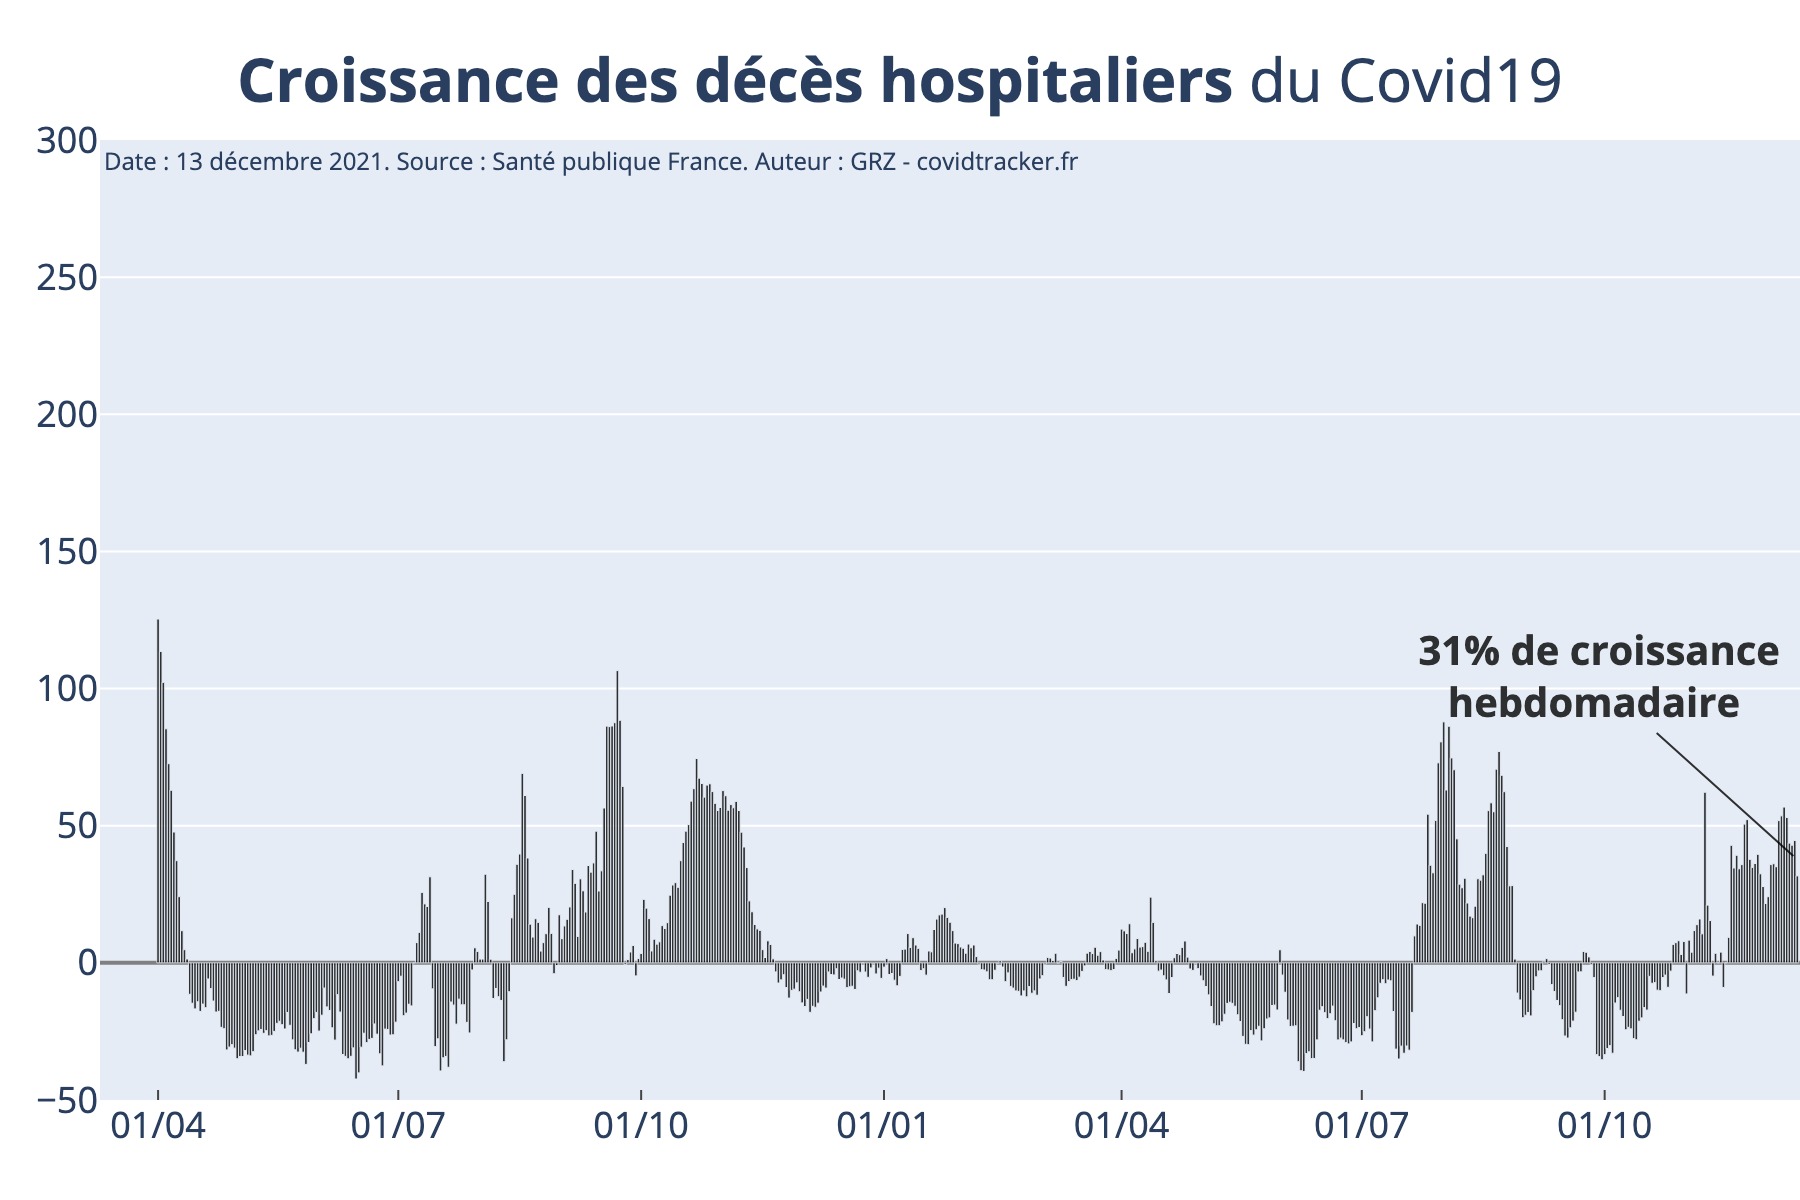 Croissance des décès hospitaliers du Covid19
300
Date : 13 décembre 2021. Source : Santé publique France. Auteur : GRZ - covidtracker.fr
250
200
150
31% de croissance
hebdomadaire
100
50
0
−50
01/04 01/07 01/10 01/01 01/04 01/07 01/10